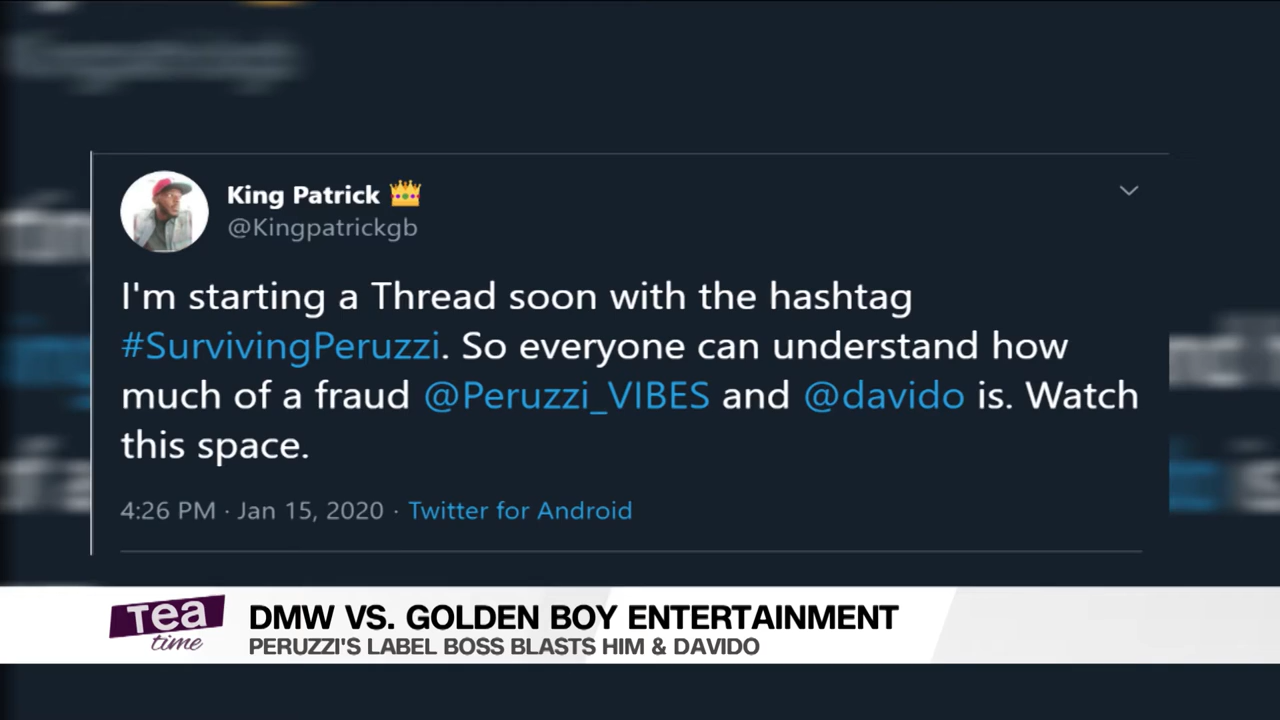 King Patrick 👑
@Kingpatrickgb
I'm starting a Thread soon with the hashtag
#SurvivingPeruzzi. So everyone can understand how
much of a fraud @Peruzzi_VIBES and @davido is. Watch
this space.
4:26 PM · Jan 15, 2020 · Twitter for Android
Tea
time
DMW VS. GOLDEN BOY ENTERTAINMENT
PERUZZI'S LABEL BOSS BLASTS HIM & DAVIDO